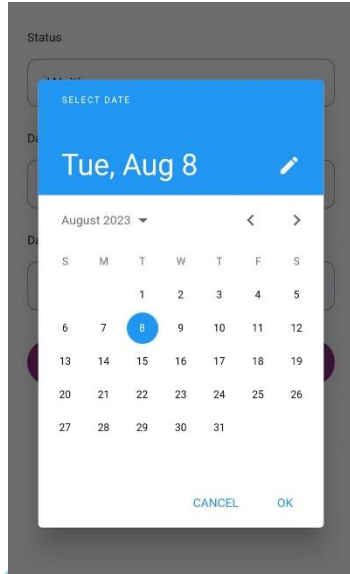 Status
SELECT DATE
Tue, Aug 8
August 2023
S M T W T F S
1 2 3 4 5
6 7 8 9 10 11 12
13 14 15 16 17 18 19
20 21 22 23 24 25 26
27 28 29 30 31
CANCEL OK